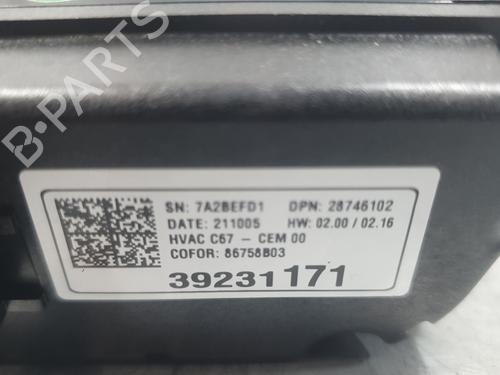 B-PARTS
SN: 7A2BEFD1 DPN: 28746102
DATE: 211005 HW: 02.00 / 02.16
HVAC C67 - CEM 00
COFOR: 86758B03
39231171